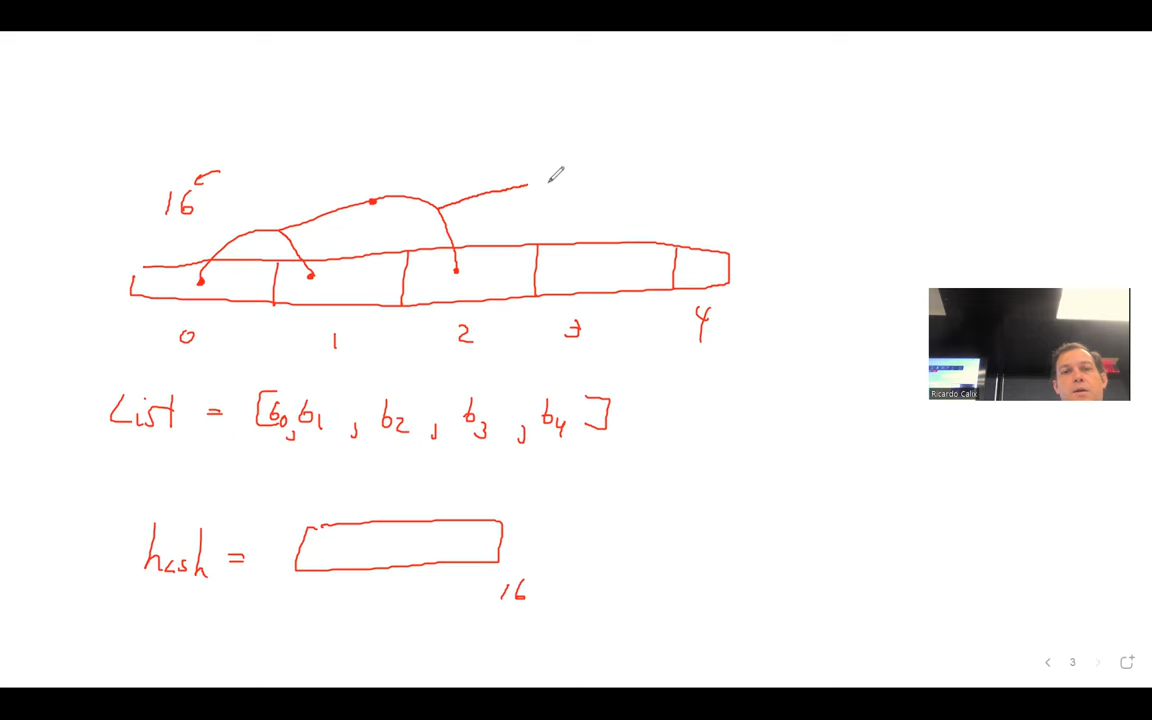 16
0 1 2 3 4
List = [b0, b1, b2, b3, b4]
hash =
16
Ricardo Calix
3